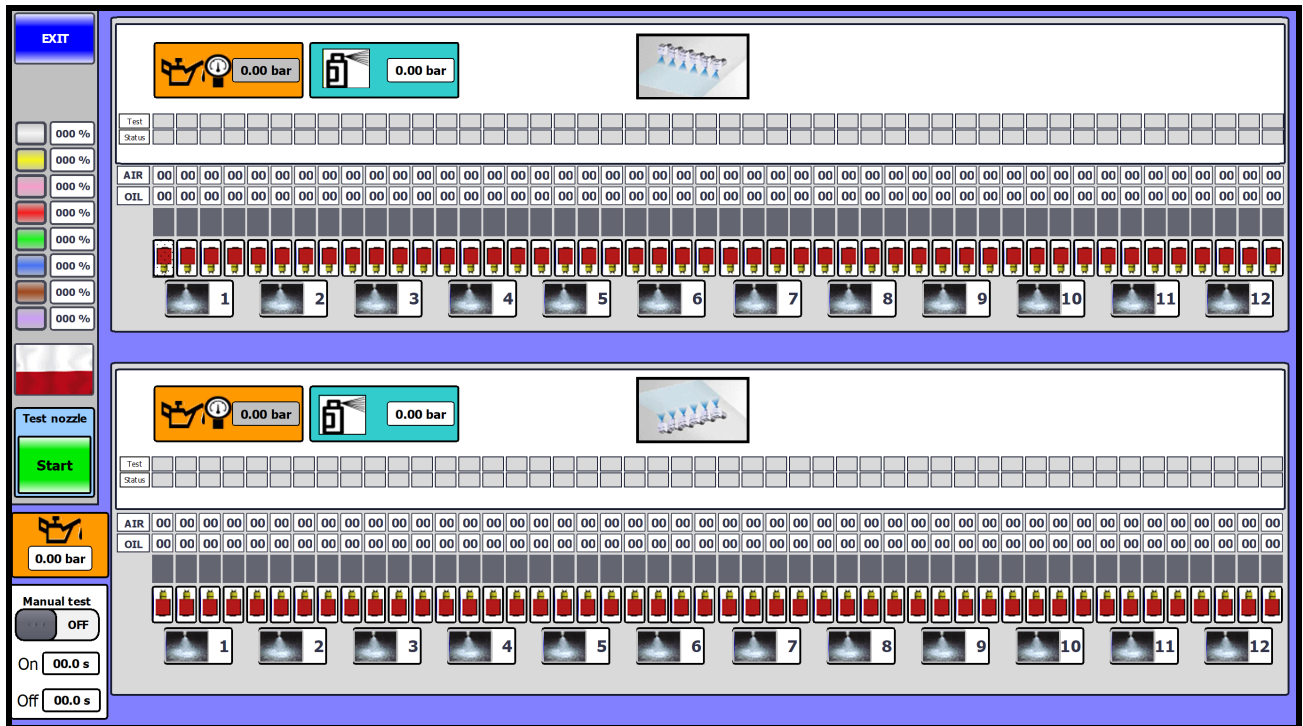 EXIT
0.00 bar
0.00 bar
Test
Status
000 %
000 %
000 %
000 %
000 %
000 %
000 %
000 %
AIR 00 00 00 00 00 00 00 00 00 00 00 00 00 00 00 00 00 00 00 00 00 00 00 00 00 00 00 00 00 00 00 00 00 00 00 00 00 00 00 00 00 00 00 00 00 00 00 00
OIL 00 00 00 00 00 00 00 00 00 00 00 00 00 00 00 00 00 00 00 00 00 00 00 00 00 00 00 00 00 00 00 00 00 00 00 00 00 00 00 00 00 00 00 00 00 00 00 00
1 2 3 4 5 6 7 8 9 10 11 12
Test nozzle
Start
0.00 bar
Manual test
OFF
On 00.0 s
Off 00.0 s
0.00 bar
0.00 bar
Test
Status
AIR 00 00 00 00 00 00 00 00 00 00 00 00 00 00 00 00 00 00 00 00 00 00 00 00 00 00 00 00 00 00 00 00 00 00 00 00 00 00 00 00 00 00 00 00 00 00 00 00
OIL 00 00 00 00 00 00 00 00 00 00 00 00 00 00 00 00 00 00 00 00 00 00 00 00 00 00 00 00 00 00 00 00 00 00 00 00 00 00 00 00 00 00 00 00 00 00 00 00
1 2 3 4 5 6 7 8 9 10 11 12